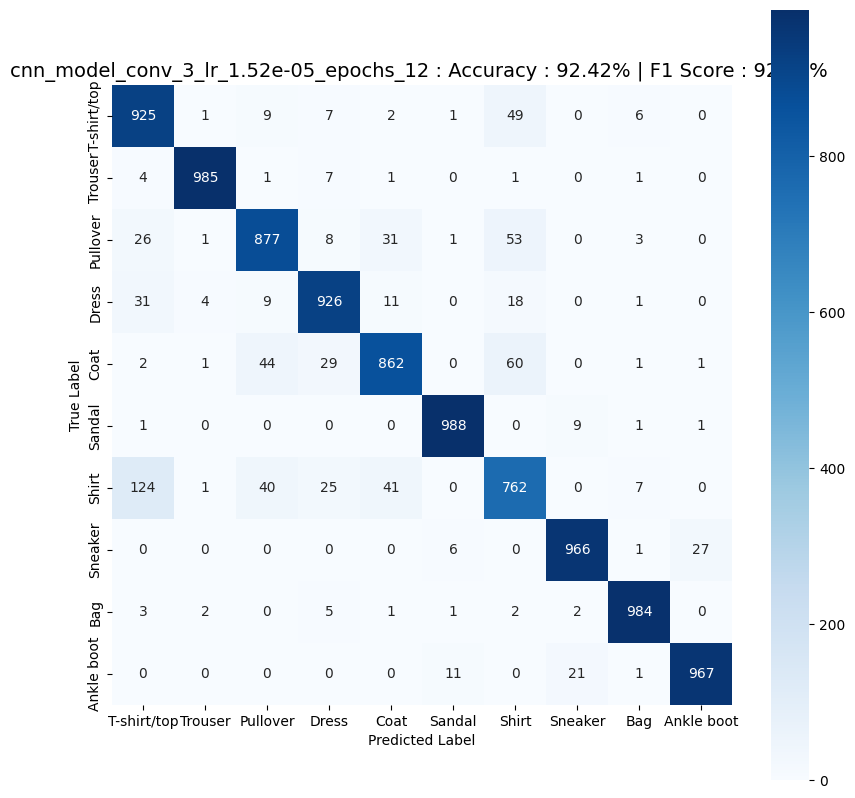 cnn_model_conv_3_lr_1.52e-05_epochs_12 : Accuracy : 92.42% | F1 Score : 92 %
T-shirt/top 925 1 9 7 2 1 49 0 6 0
Trouser 4 985 1 7 1 0 1 0 1 0
Pullover 26 1 877 8 31 1 53 0 3 0
Dress 31 4 9 926 11 0 18 0 1 0
Coat 2 1 44 29 862 0 60 0 1 1
Sandal 1 0 0 0 0 988 0 9 1 1
Shirt 124 1 40 25 41 0 762 0 7 0
Sneaker 0 0 0 0 6 0 966 1 27
Bag 3 2 0 5 1 1 2 2 984 0
Ankle boot 0 0 0 0 0 11 0 21 1 967
True Label
T-shirt/top Trouser Pullover Dress Coat Sandal Shirt Sneaker Bag Ankle boot
Predicted Label
800
600
400
200
0